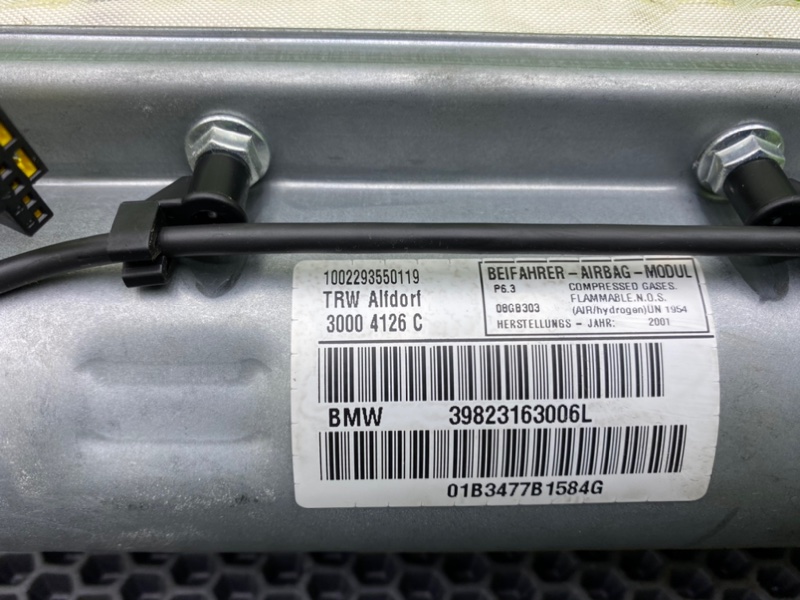 1002293550119
TRW Alfdorf
3000 4126 C
BEIFAHRER-AIRBAG-MODUL
P6.3 COMPRESSED GASES.
FLAMMABLE.N.O.S.
08GB303 (AIR/hydrogen)UN 1954
HERSTELLUNGS - JAHR: 2001
BMW 39823163006L
01B3477B1584G